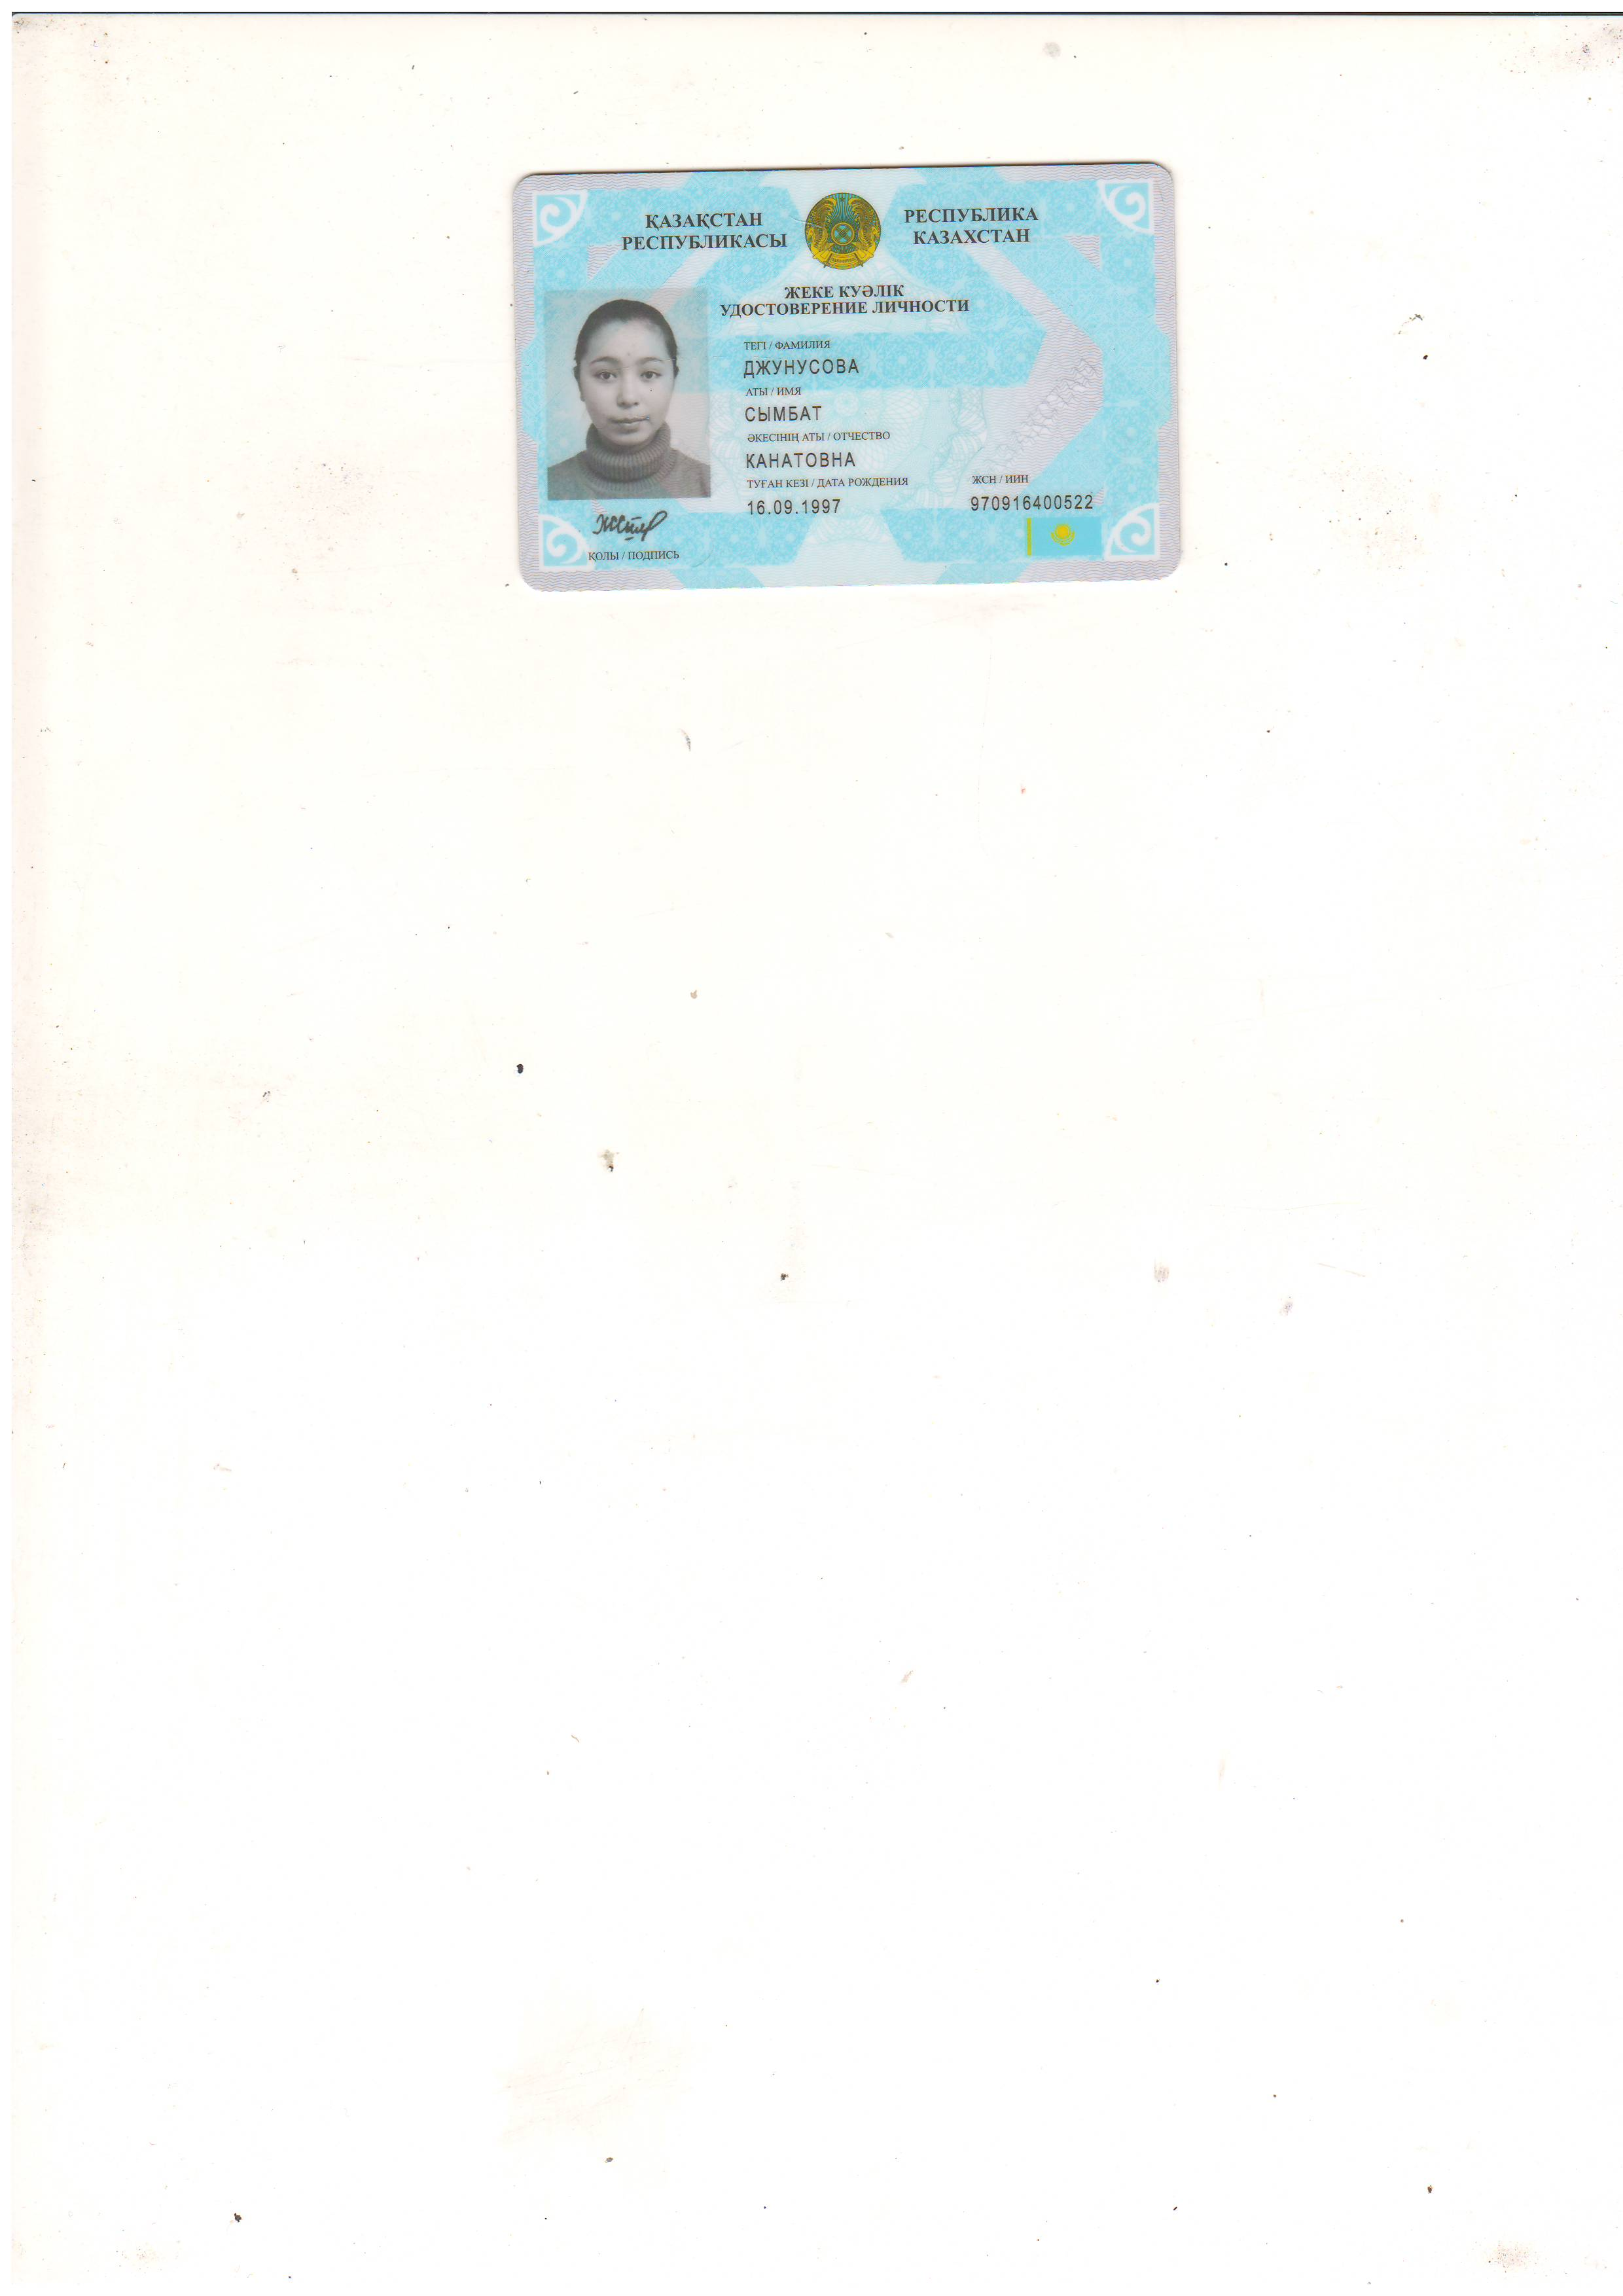 ҚАЗАҚСТАН
РЕСПУБЛИКАСЫ
РЕСПУБЛИКА
КАЗАХСТАН
ЖЕКЕ КУӘЛІК
УДОСТОВЕРЕНИЕ ЛИЧНОСТИ
ТЕГІ / ФАМИЛИЯ
ДЖУНУСОВА
АТЫ / ИМЯ
СЫМБАТ
ӘКЕСІНІҢ АТЫ / ОТЧЕСТВО
КАНАТОВНА
ТУҒАН КЕЗІ / ДАТА РОЖДЕНИЯ
16.09.1997
ЖСН / ИИН
970916400522
ҚОЛЫ / ПОДПИСЬ